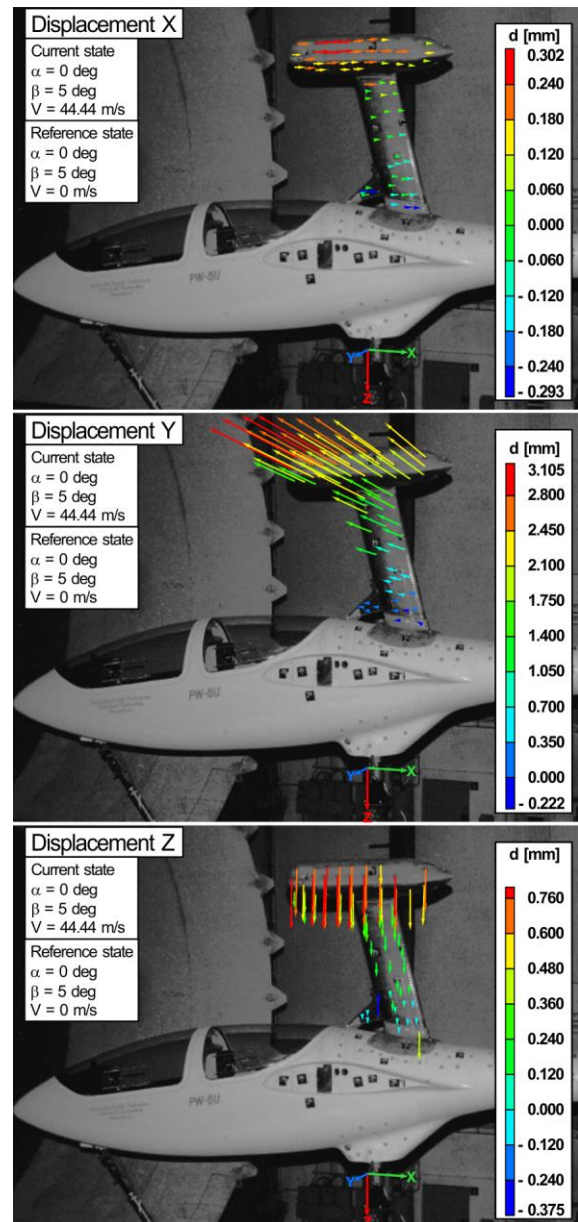 Displacement X
Current state
α = 0 deg
β = 5 deg
V = 44.44 m/s
Reference state
α = 0 deg
β = 5 deg
V = 0 m/s
d [mm]
0.302
0.240
0.180
0.120
0.060
0.000
- 0.060
- 0.120
- 0.180
- 0.240
- 0.293
PW-6U
Y
X
Z
Displacement Y
Current state
α = 0 deg
β = 5 deg
V = 44.44 m/s
Reference state
α = 0 deg
β = 5 deg
V = 0 m/s
d [mm]
3.105
2.800
2.450
2.100
1.750
1.400
1.050
0.700
0.350
0.000
- 0.222
PW-6U
Y
X
Z
Displacement Z
Current state
α = 0 deg
β = 5 deg
V = 44.44 m/s
Reference state
α = 0 deg
β = 5 deg
V = 0 m/s
d [mm]
0.760
0.600
0.480
0.360
0.240
0.120
0.000
- 0.120
- 0.240
- 0.375
PW-6U
Y
X
Z